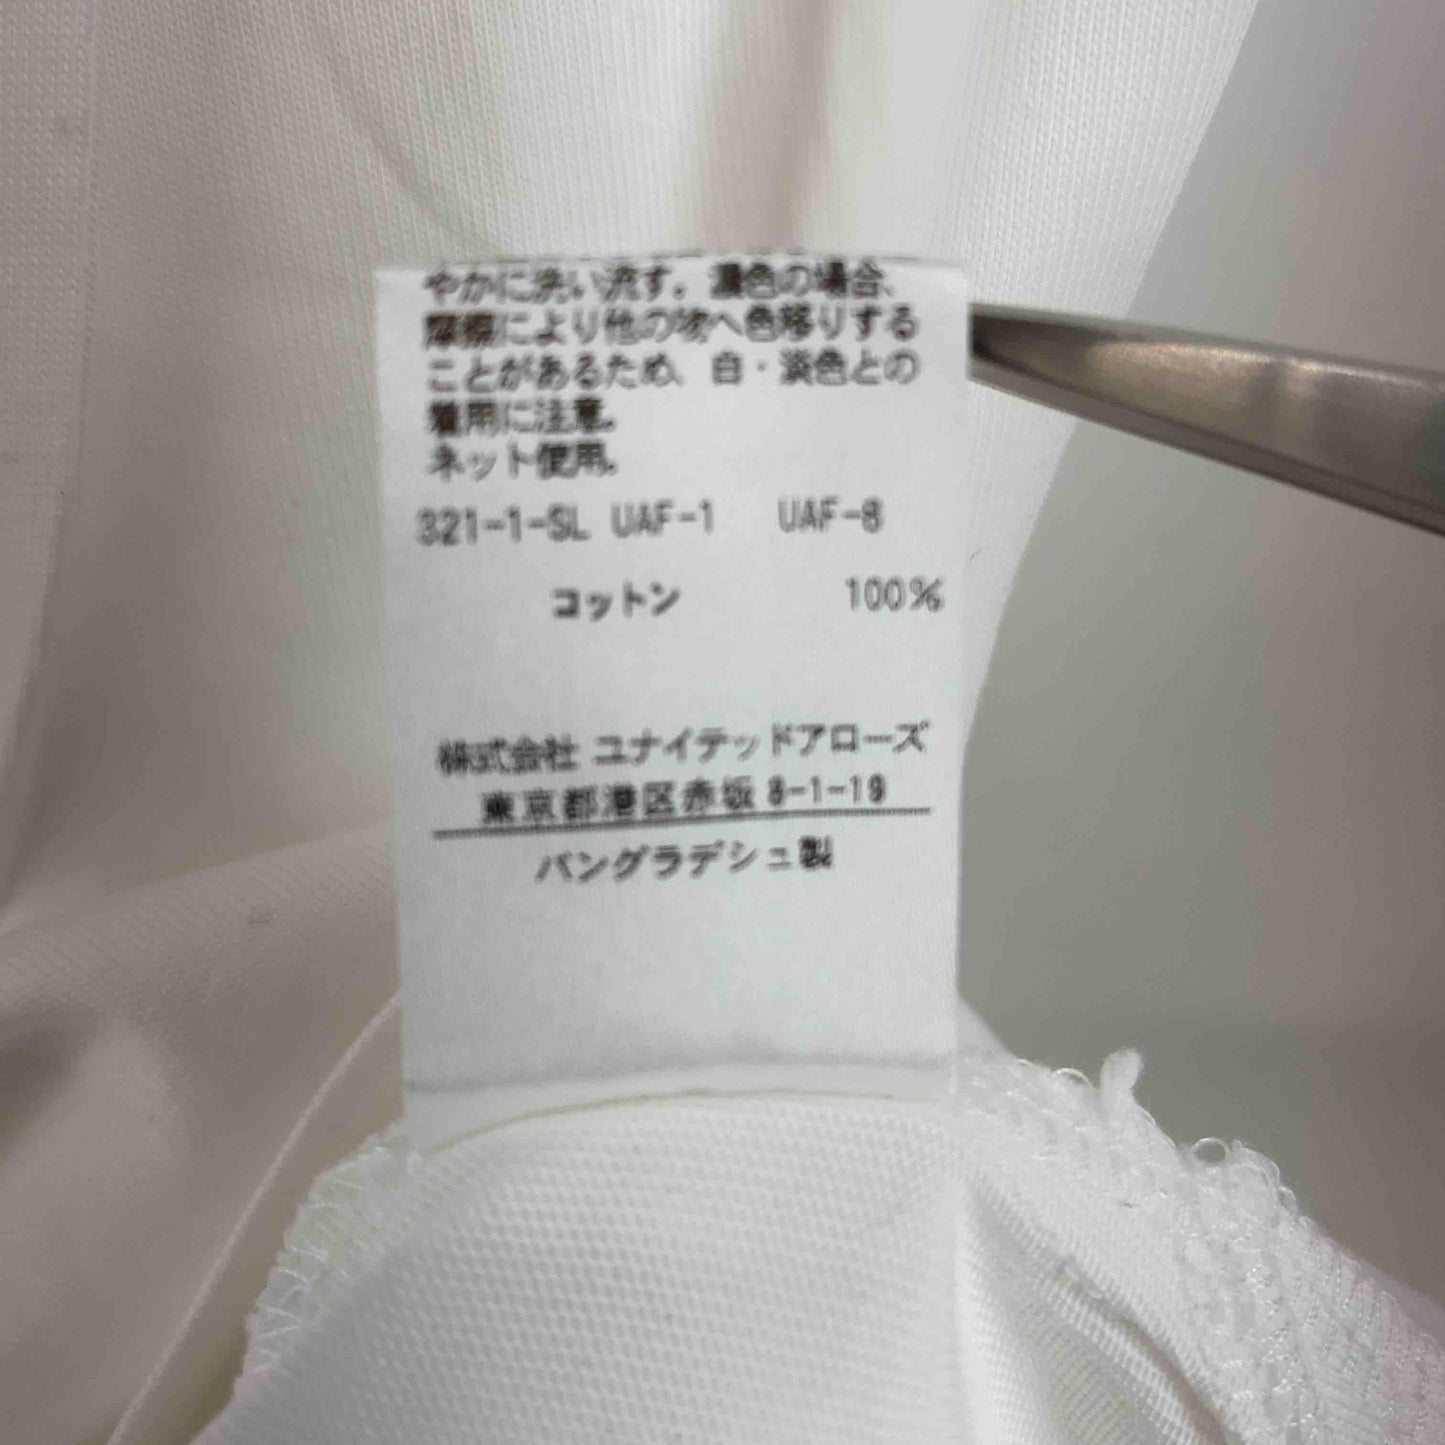 やかに洗い流す。濃色の場合、
摩擦により他の物へ色移りする
ことがあるため、白・淡色との
着用に注意。
ネット使用。
321-1-SL UAF-1 UAF-8
コットン 100%
株式会社 ユナイテッドアローズ
東京都港区赤坂 8-1-19
バングラデシュ製